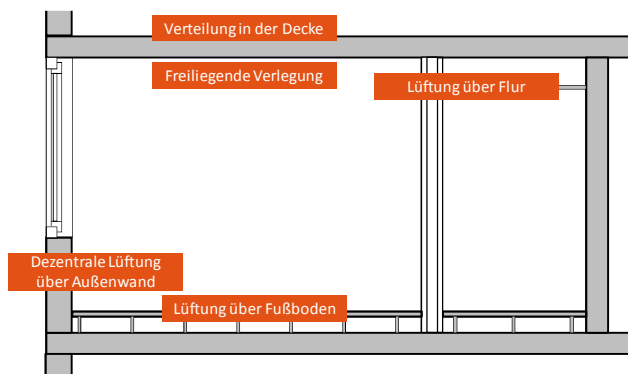 Verteilung in der Decke
Freiliegende Verlegung
Lüftung über Flur
Dezentrale Lüftung
über Außenwand
Lüftung über Fußboden